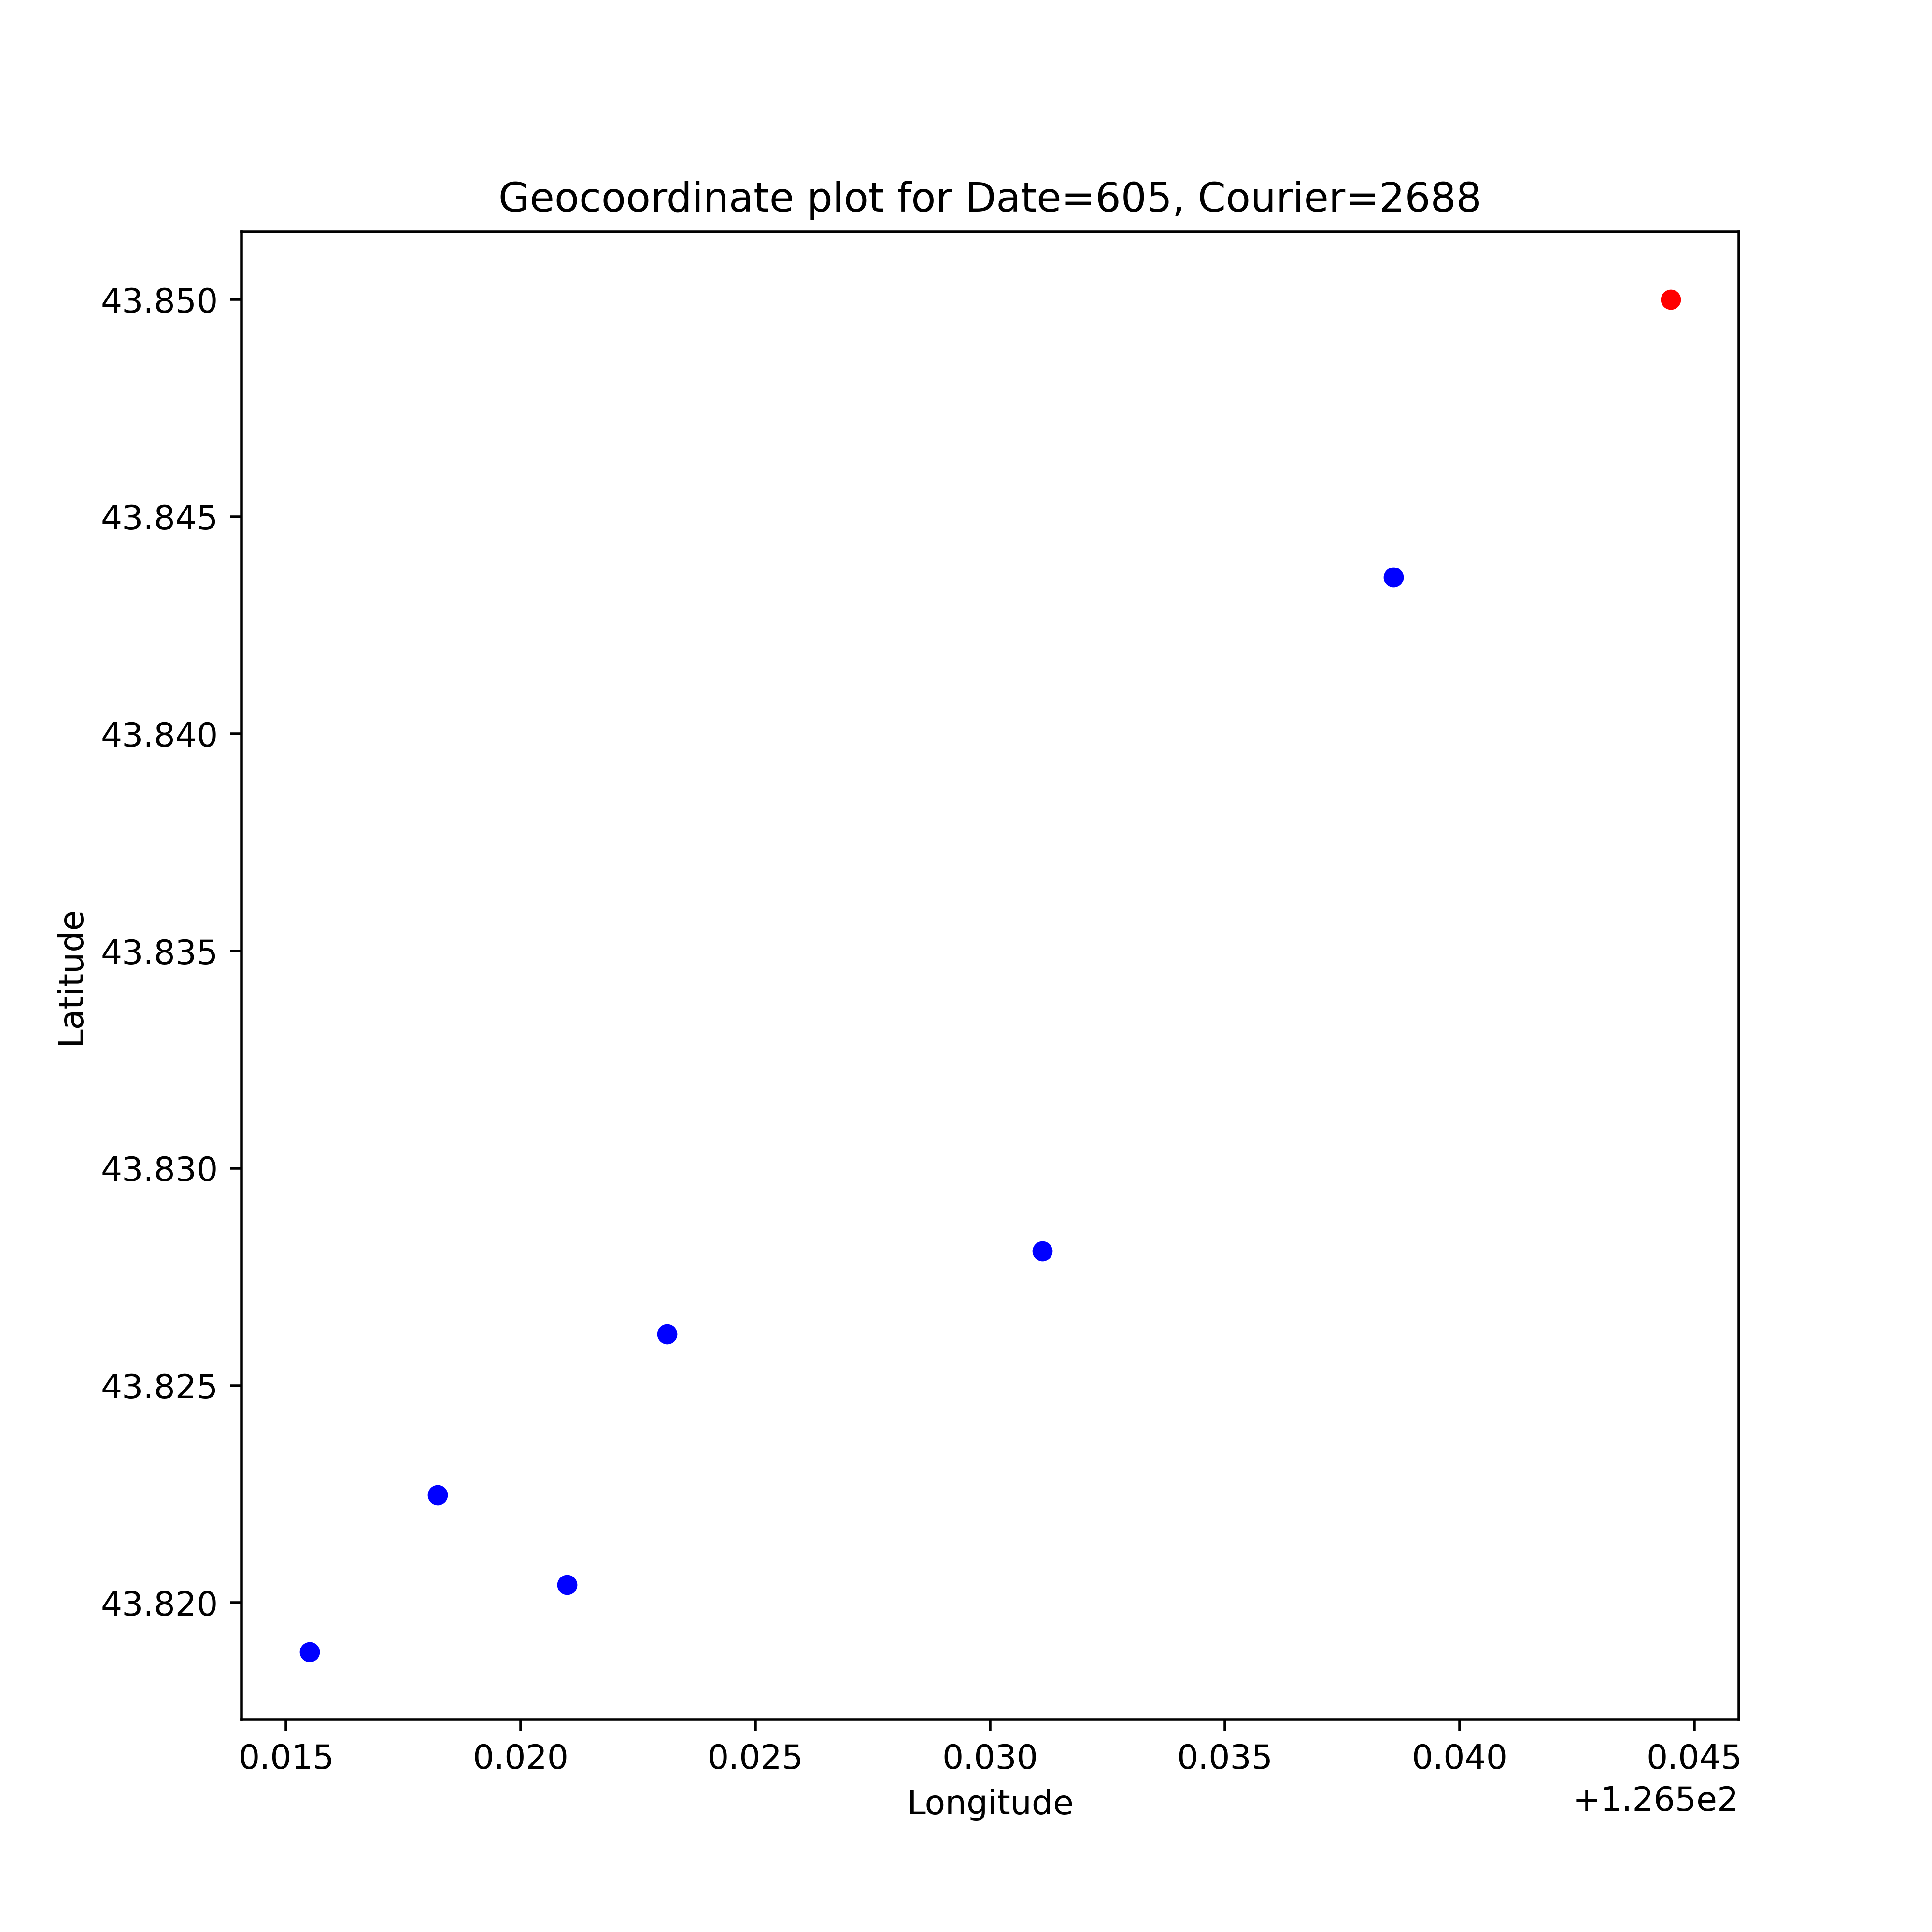 Geocoordinate plot for Date=605, Courier=2688
43.850
43.845
43.840
43.835
43.830
43.825
43.820
Latitude
0.015 0.020 0.025 0.030 0.035 0.040 0.045
Longitude
+1.265e2